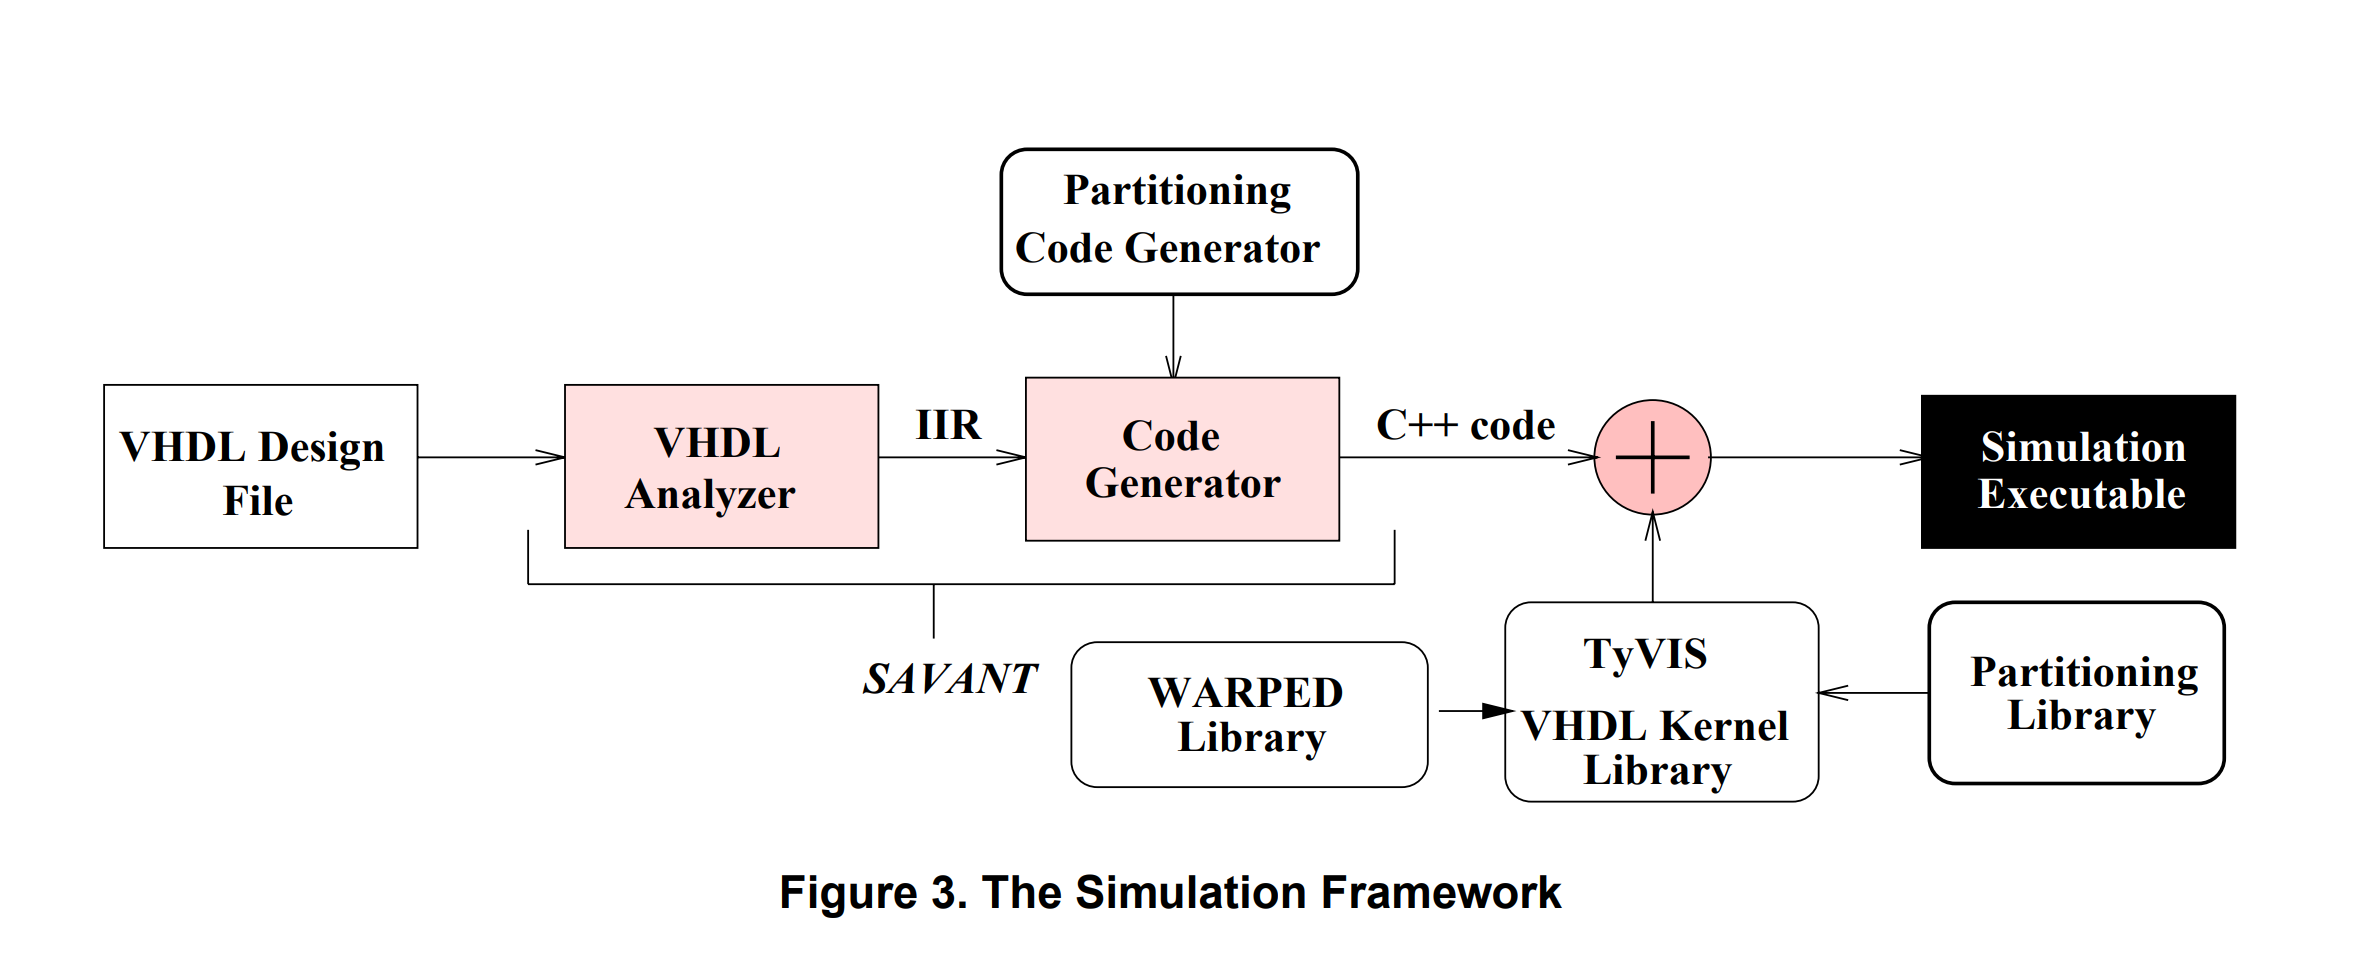 Partitioning
Code Generator
VHDL Design
File
VHDL
Analyzer
IIR
Code
Generator
C++ code
Simulation
Executable
SAVANT
WARPED
Library
TyVIS
VHDL Kernel
Library
Partitioning
Library
Figure 3. The Simulation Framework